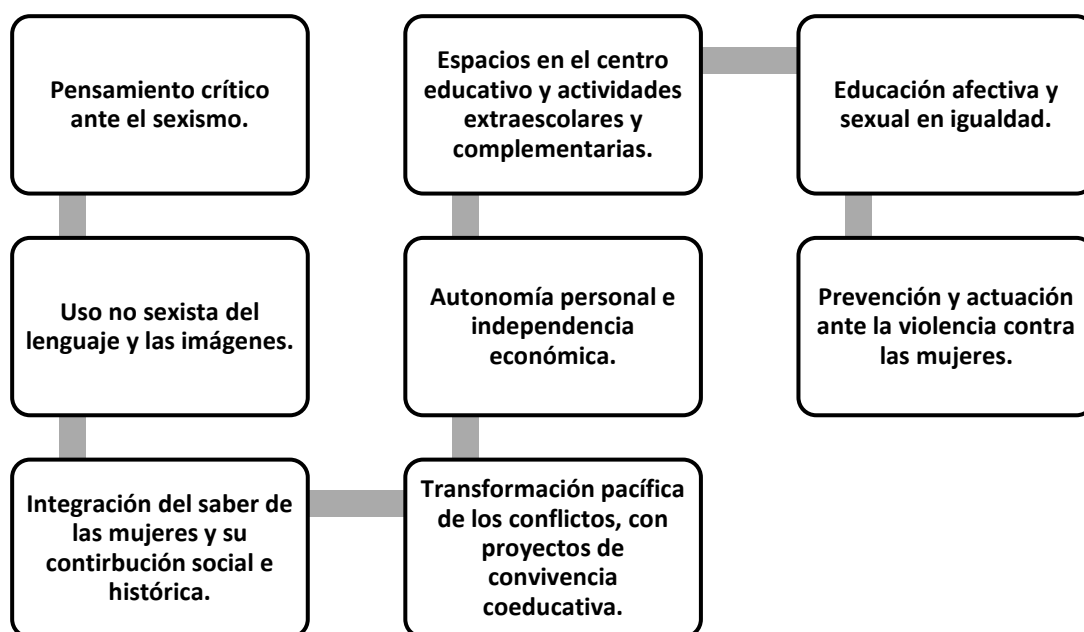 Pensamiento crítico
ante el sexismo.
Uso no sexista del
lenguaje y las imágenes.
Integración del saber de
las mujeres y su
contirbución social e
histórica.
Transformación pacífica
de los conflictos, con
proyectos de
convivencia
coeducativa.
Autonomía personal e
independencia
económica.
Espacios en el centro
educativo y actividades
extraescolares y
complementarias.
Educación afectiva y
sexual en igualdad.
Prevención y actuación
ante la violencia contra
las mujeres.